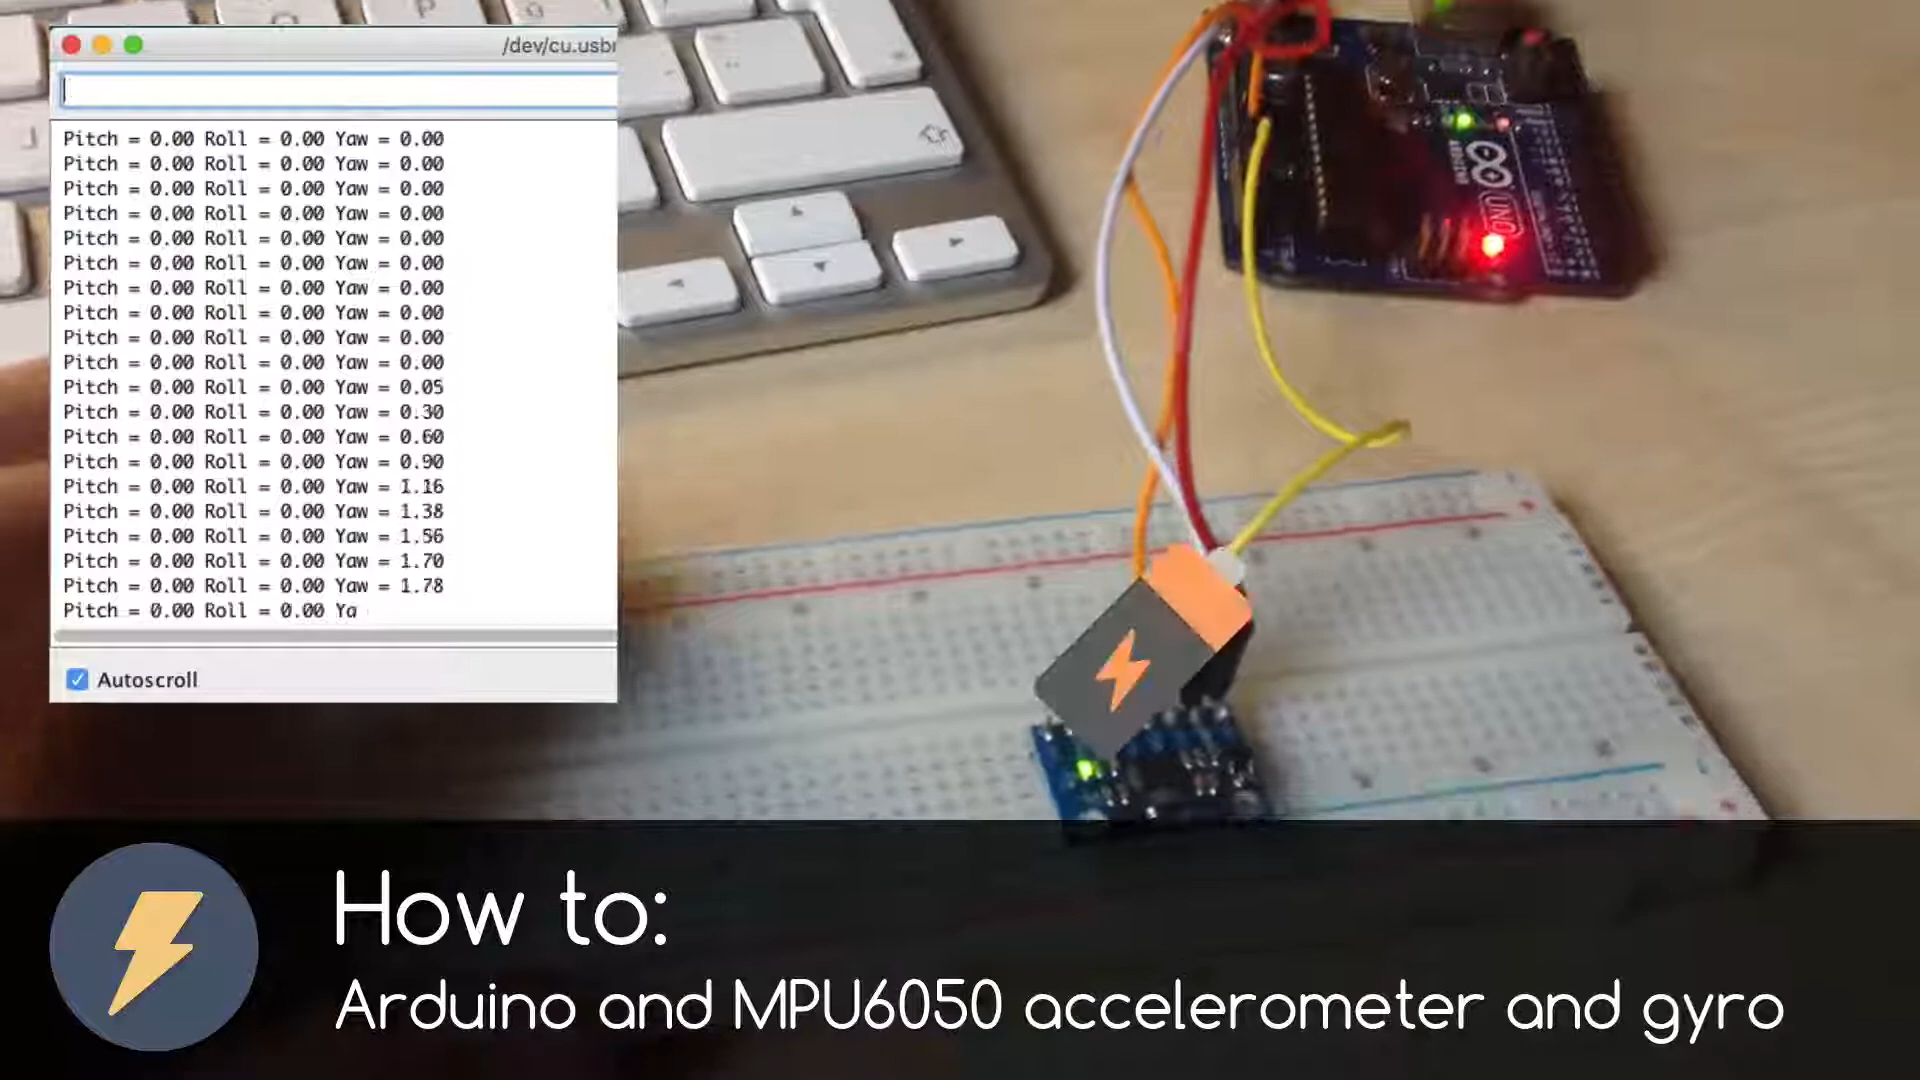 /dev/cu.usb
Pitch = 0.00 Roll = 0.00 Yaw = 0.00
Pitch = 0.00 Roll = 0.00 Yaw = 0.00
Pitch = 0.00 Roll = 0.00 Yaw = 0.00
Pitch = 0.00 Roll = 0.00 Yaw = 0.00
Pitch = 0.00 Roll = 0.00 Yaw = 0.00
Pitch = 0.00 Roll = 0.00 Yaw = 0.00
Pitch = 0.00 Roll = 0.00 Yaw = 0.00
Pitch = 0.00 Roll = 0.00 Yaw = 0.00
Pitch = 0.00 Roll = 0.00 Yaw = 0.00
Pitch = 0.00 Roll = 0.00 Yaw = 0.00
Pitch = 0.00 Roll = 0.00 Yaw = 0.05
Pitch = 0.00 Roll = 0.00 Yaw = 0.30
Pitch = 0.00 Roll = 0.00 Yaw = 0.60
Pitch = 0.00 Roll = 0.00 Yaw = 0.90
Pitch = 0.00 Roll = 0.00 Yaw = 1.16
Pitch = 0.00 Roll = 0.00 Yaw = 1.38
Pitch = 0.00 Roll = 0.00 Yaw = 1.56
Pitch = 0.00 Roll = 0.00 Yaw = 1.70
Pitch = 0.00 Roll = 0.00 Yaw = 1.78
Pitch = 0.00 Roll = 0.00 Ya
Autoscroll
ARDUINO
UNO
How to:
Arduino and MPU6050 accelerometer and gyro